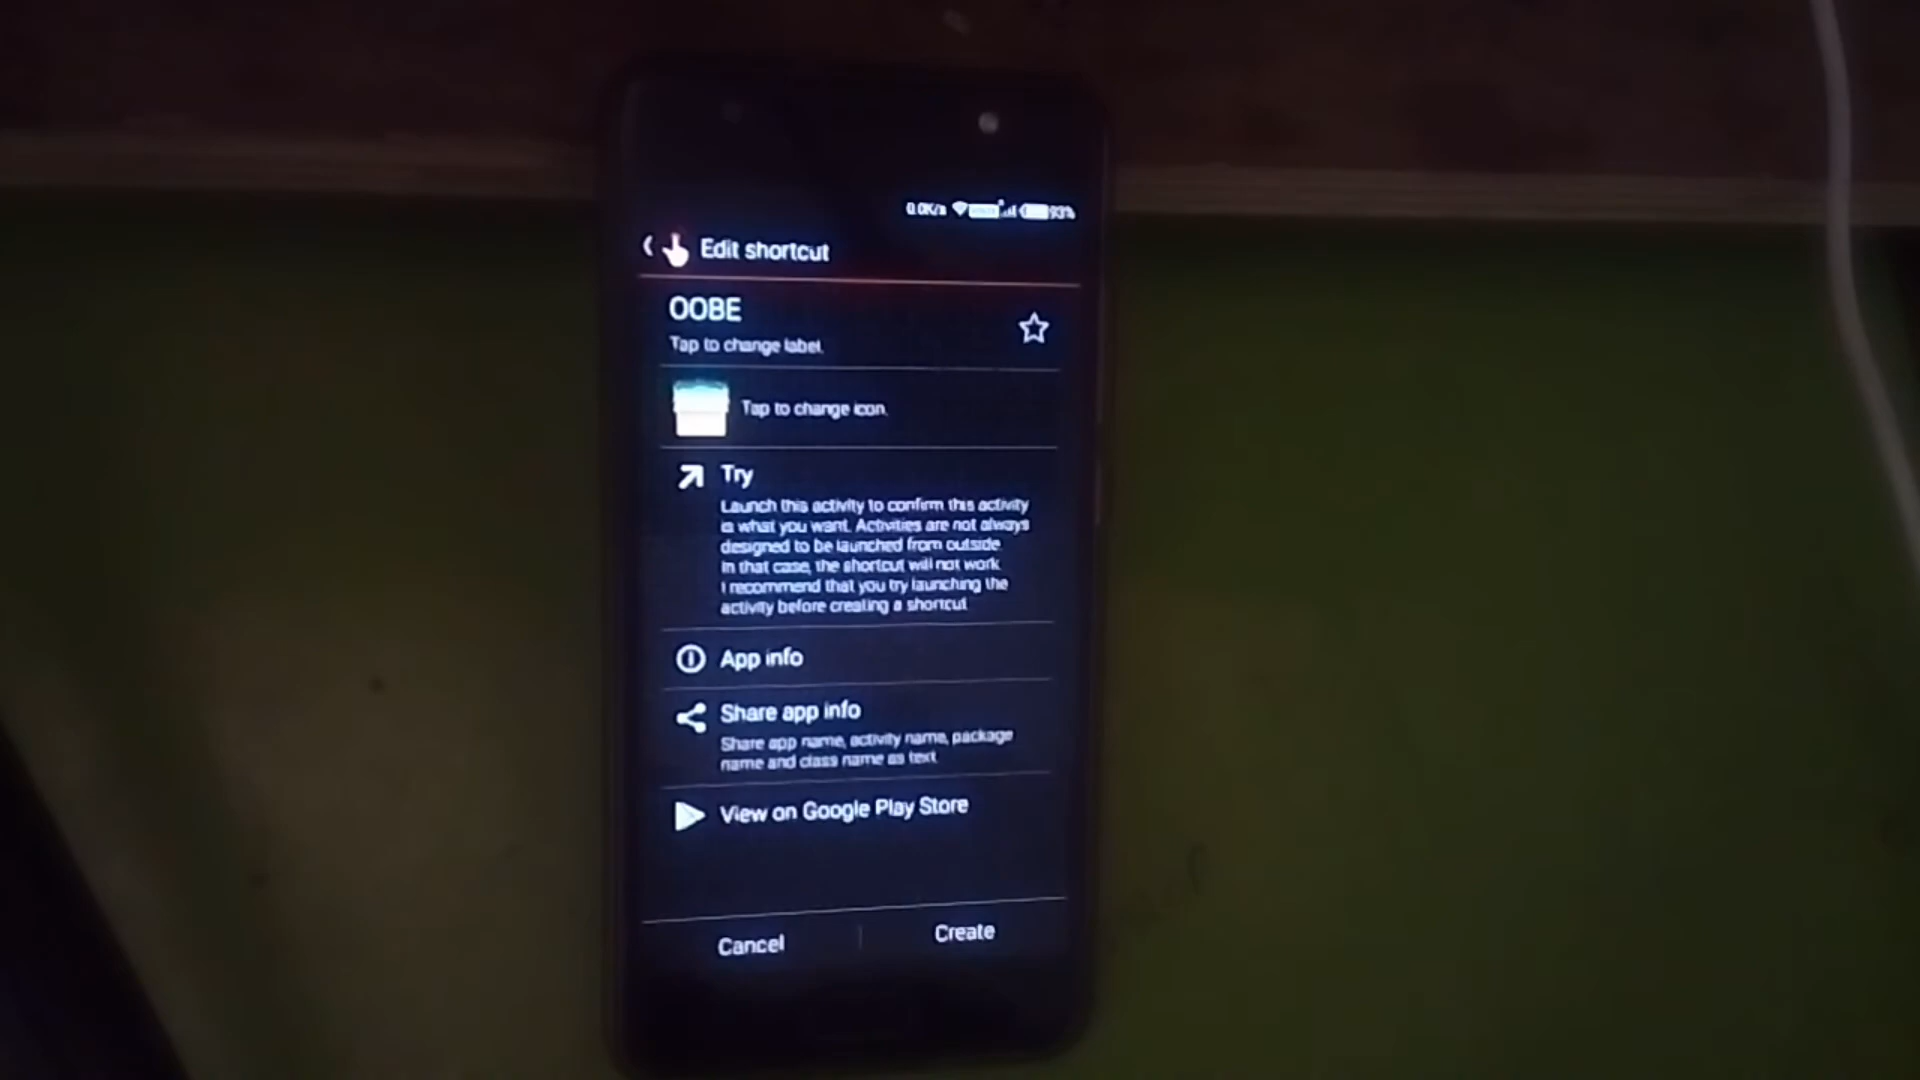 0.0K/s 93%
Edit shortcut
OOBE
Tap to change label.
Tap to change icon.
Try
Launch this activity to confirm this activity
is what you want. Activities are not always
designed to be launched from outside.
In that case, the shortcut will not work.
I recommend that you try launching the
activity before creating a shortcut.
App info
Share app info
Share app name, activity name, package
name and class name as text
View on Google Play Store
Cancel
Create